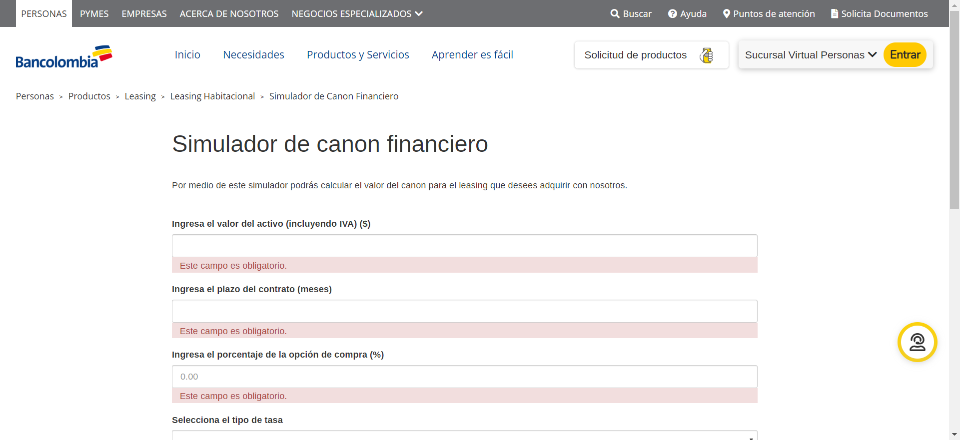 PERSONAS PYMES EMPRESAS ACERCA DE NOSOTROS NEGOCIOS ESPECIALIZADOS Buscar Ayuda Puntos de atención Solicita Documentos
Bancolombia Inicio Necesidades Productos y Servicios Aprender es fácil Solicitud de productos Sucursal Virtual Personas Entrar
Personas > Productos > Leasing > Leasing Habitacional > Simulador de Canon Financiero
Simulador de canon financiero
Por medio de este simulador podrás calcular el valor del canon para el leasing que desees adquirir con nosotros.
Ingresa el valor del activo (incluyendo IVA) ($)
Este campo es obligatorio.
Ingresa el plazo del contrato (meses)
Este campo es obligatorio.
Ingresa el porcentaje de la opción de compra (%)
0.00
Este campo es obligatorio.
Selecciona el tipo de tasa